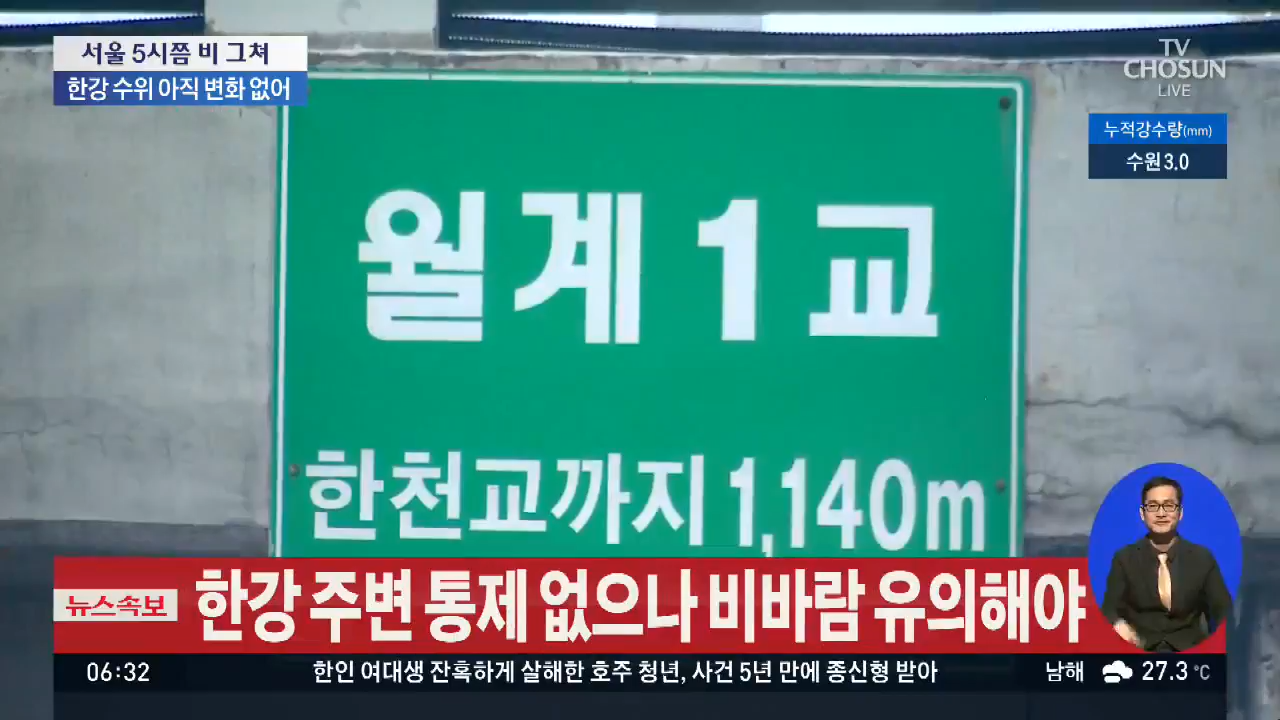 서울 5시쯤 비 그쳐
한강 수위 아직 변화 없어
TV
CHOSUN
LIVE
누적강수량(mm)
수원 3.0
월계1교
한천교까지 1,140m
뉴스속보
한강 주변 통제 없으나 비바람 유의해야
06:32
한인 여대생 잔혹하게 살해한 호주 청년, 사건 5년 만에 종신형 받아
남해
27.3℃